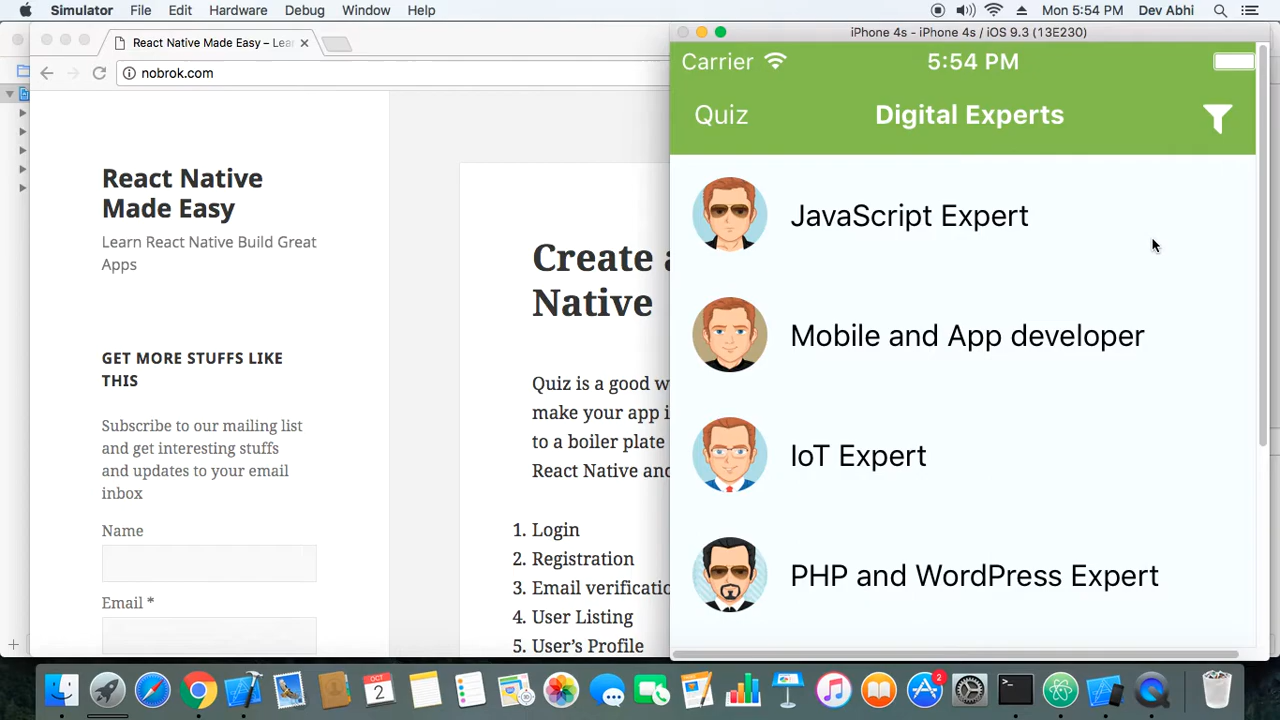 Simulator File Edit Hardware Debug Window Help Mon 5:54 PM Dev Abhi
React Native Made Easy – Lea
nobrok.com
React Native
Made Easy
Learn React Native Build Great
Apps
GET MORE STUFFS LIKE
THIS
Subscribe to our mailing list
and get interesting stuffs
and updates to your email
inbox
Name
Email *
Create a
Native
Quiz is a good w
make your app i
to a boiler plate
React Native and
1. Login
2. Registration
3. Email verificatio
4. User Listing
5. User's Profile
iPhone 4s - iPhone 4s / iOS 9.3 (13E230)
Carrier 5:54 PM
Quiz Digital Experts
JavaScript Expert
Mobile and App developer
IoT Expert
PHP and WordPress Expert
OCT
2
2